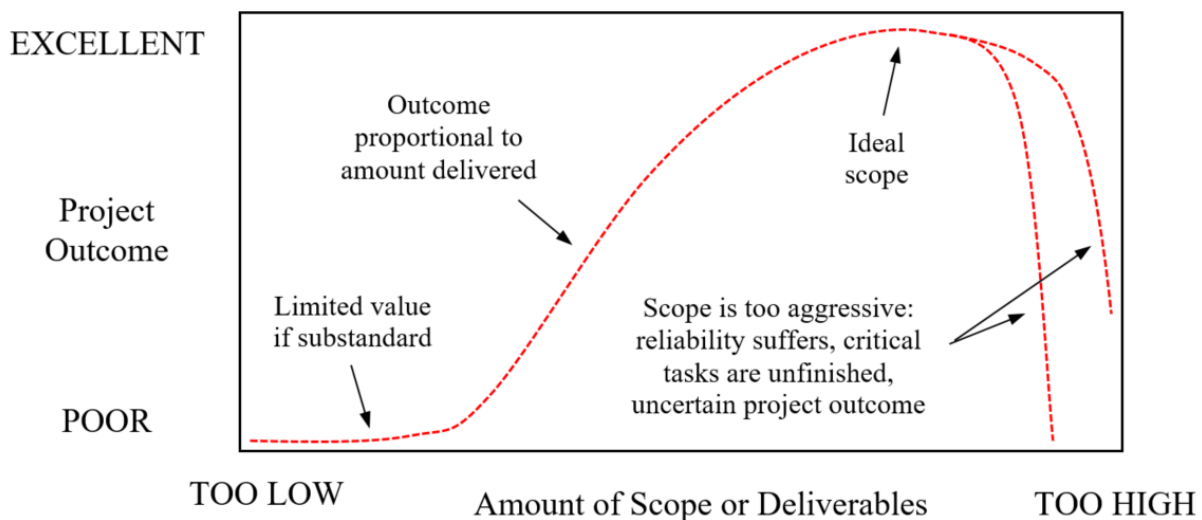 EXCELLENT
Outcome
proportional to
amount delivered
Ideal
scope
Project
Outcome
Limited value
if substandard
Scope is too aggressive:
reliability suffers, critical
tasks are unfinished,
uncertain project outcome
POOR
TOO LOW
Amount of Scope or Deliverables
TOO HIGH